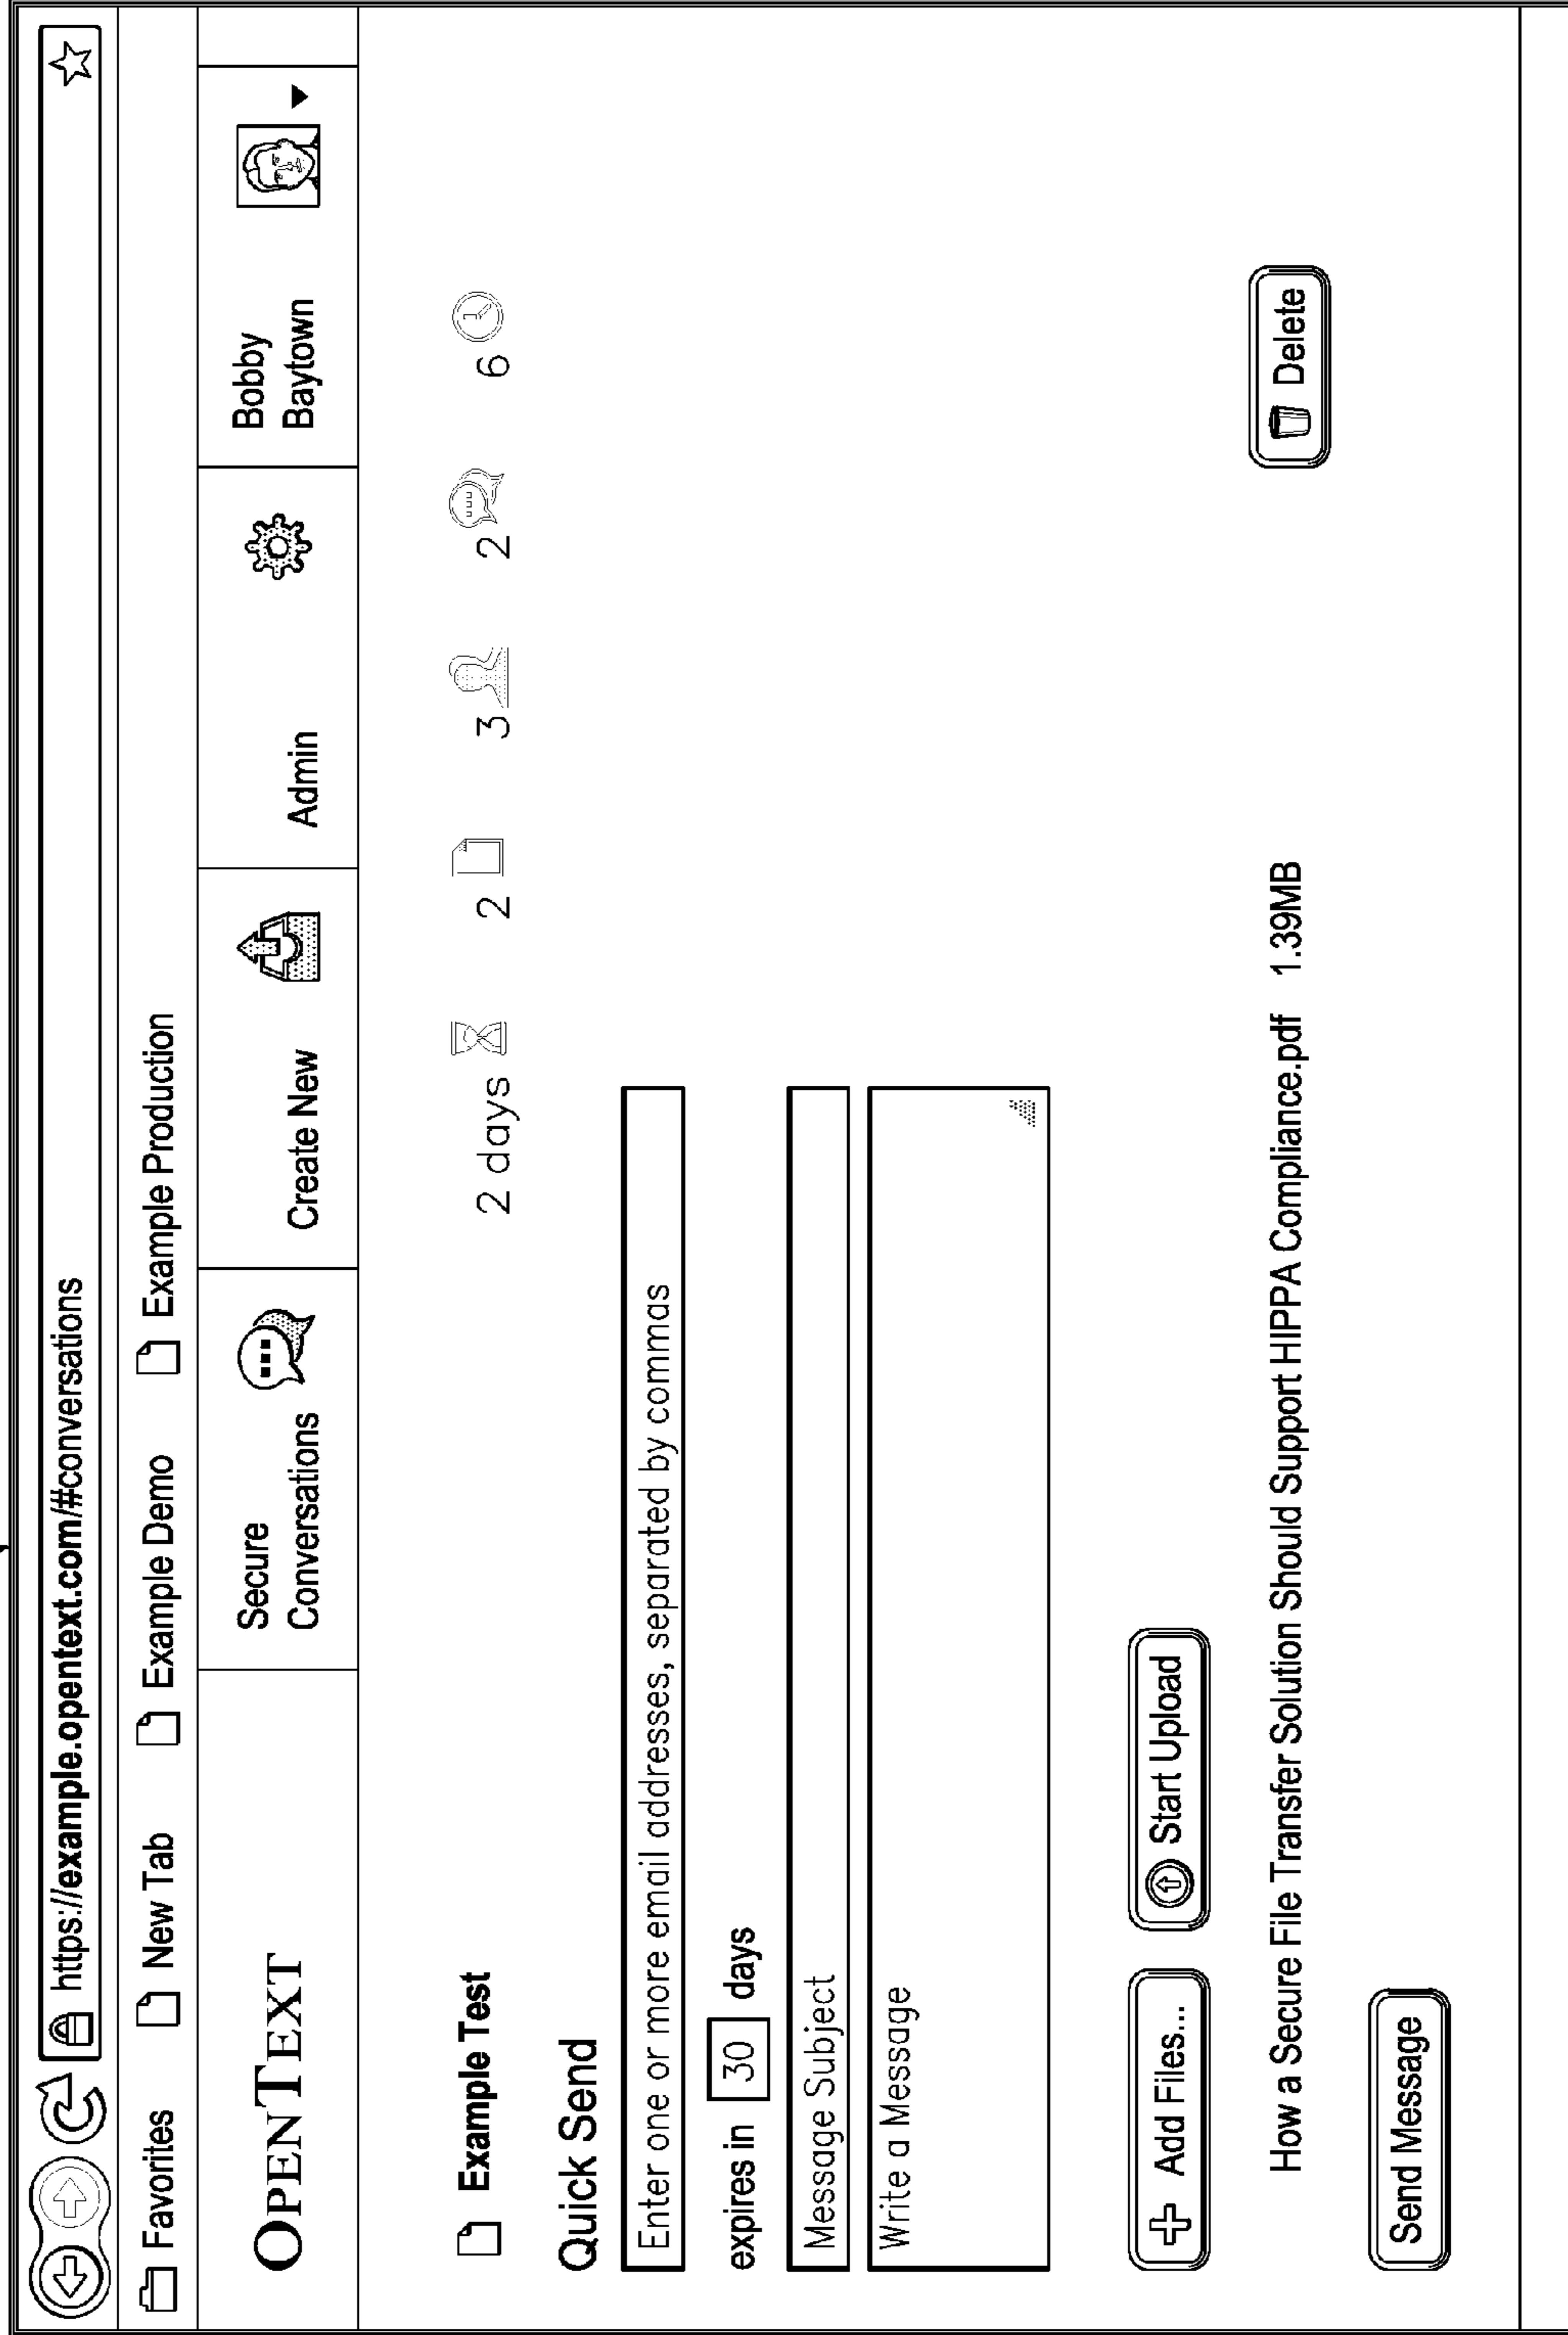 https://example.opentext.com/#conversations
Favorites New Tab Example Demo Example Production
OPENTEXT
Secure Conversations
Create New
Admin
Bobby Baytown
Example Test 2 days 2 3 2 6
Quick Send
Enter one or more email addresses, separated by commas
expires in 30 days
Message Subject
Write a Message
Add Files... Start Upload
How a Secure File Transfer Solution Should Support HIPPA Compliance.pdf 1.39MB Delete
Send Message